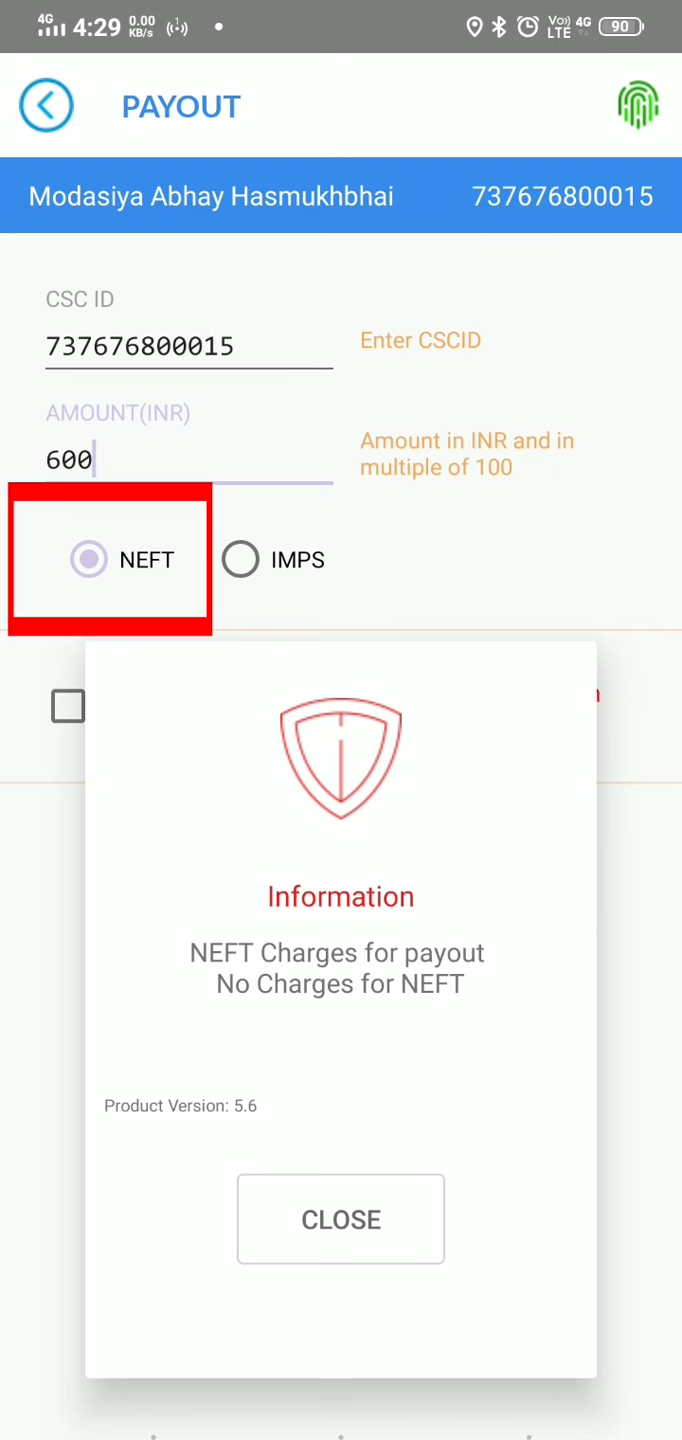 4G 4:29 0.00 KB/s Vo)) LTE 4G 90
PAYOUT
Modasiya Abhay Hasmukhbhai 737676800015
CSC ID
737676800015 Enter CSCID
AMOUNT(INR)
600 Amount in INR and in
multiple of 100
NEFT IMPS
Information
NEFT Charges for payout
No Charges for NEFT
Product Version: 5.6
CLOSE